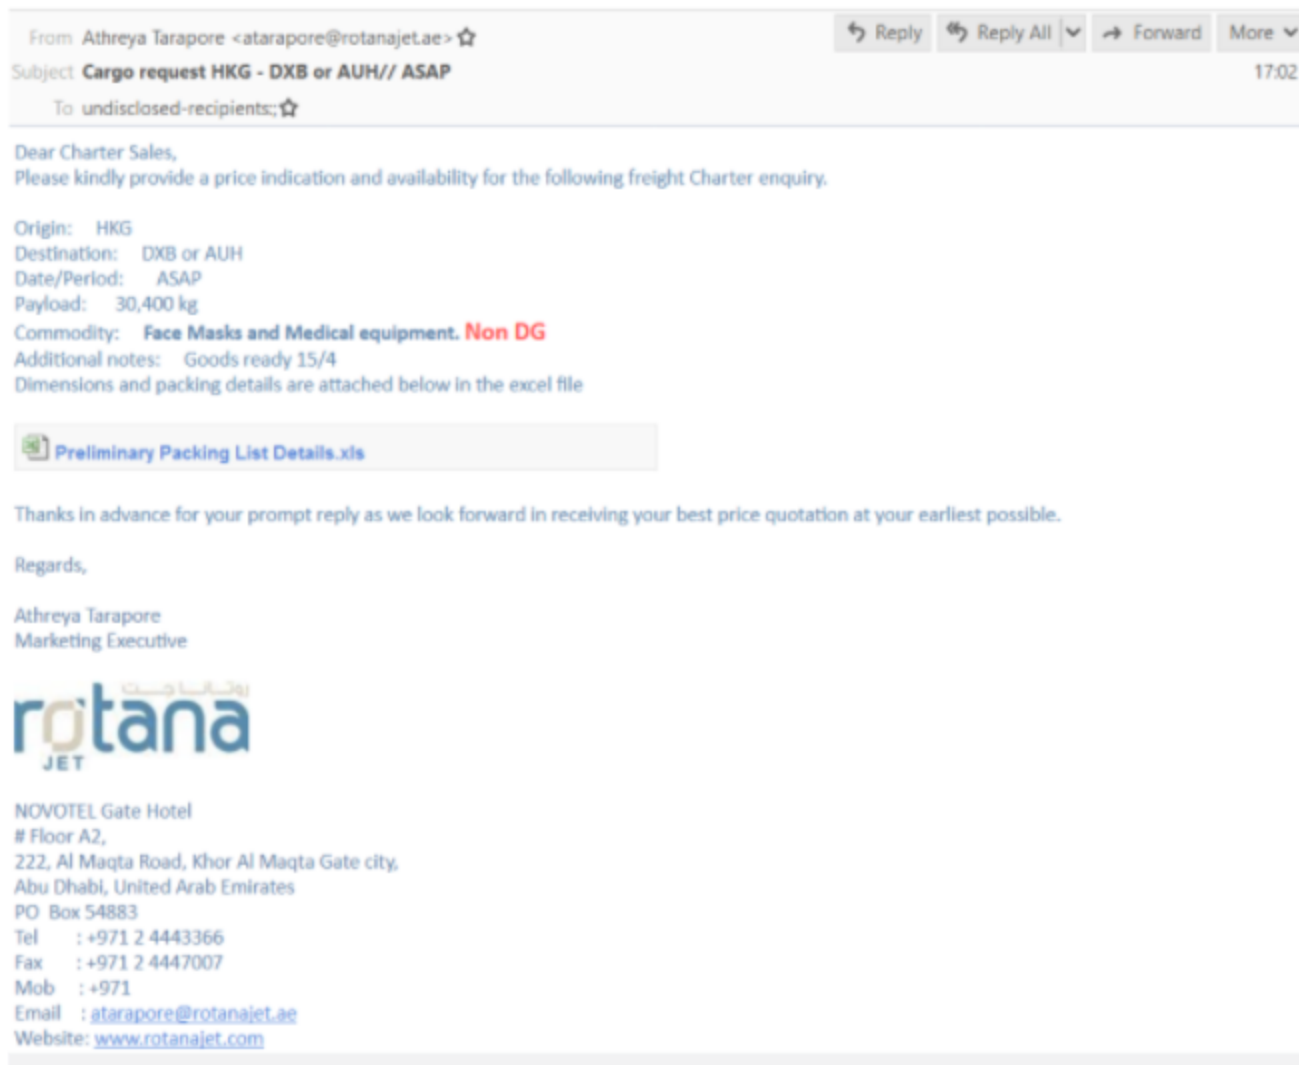 From Athreya Tarapore <atarapore@rotanajet.ae>
Reply Reply All Forward More
Subject Cargo request HKG - DXB or AUH// ASAP
17:02
To undisclosed-recipients:;
Dear Charter Sales,
Please kindly provide a price indication and availability for the following freight Charter enquiry.
Origin: HKG
Destination: DXB or AUH
Date/Period: ASAP
Payload: 30,400 kg
Commodity: Face Masks and Medical equipment. Non DG
Additional notes: Goods ready 15/4
Dimensions and packing details are attached below in the excel file
Preliminary Packing List Details.xls
Thanks in advance for your prompt reply as we look forward in receiving your best price quotation at your earliest possible.
Regards,
Athreya Tarapore
Marketing Executive
روتانا جت
rotana
JET
NOVOTEL Gate Hotel
# Floor A2,
222, Al Maqta Road, Khor Al Maqta Gate city,
Abu Dhabi, United Arab Emirates
PO Box 54883
Tel : +971 2 4443366
Fax : +971 2 4447007
Mob : +971
Email : atarapore@rotanajet.ae
Website: www.rotanajet.com